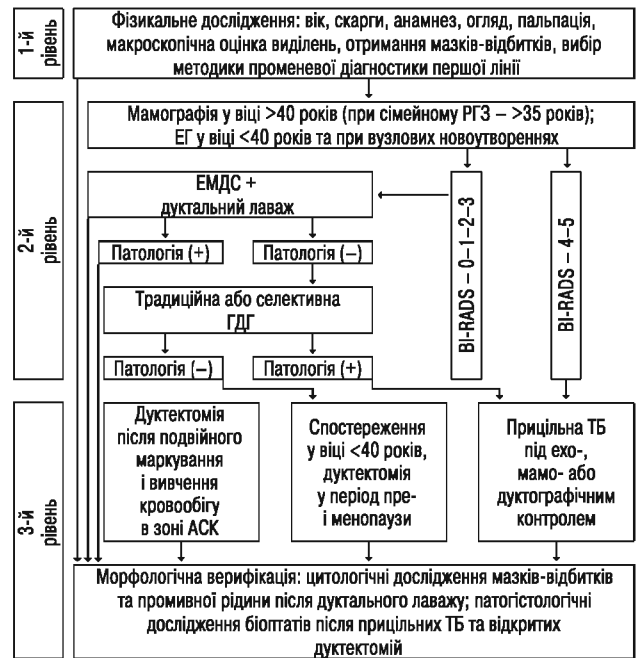 1-й рівень
Фізикальне дослідження: вік, скарги, анамнез, огляд, пальпація,
макроскопічна оцінка виділень, отримання мазків-відбитків, вибір
методики променевої діагностики першої лінії
2-й рівень
Мамографія у віці >40 років (при сімейному РГЗ – >35 років);
ЕГ у віці <40 років та при вузлових новоутвореннях
ЕМДС +
дуктальний лаваж
BI-RADS – 0–1–2–3
BI-RADS – 4–5
Патологія (+)
Патологія (–)
Традиційна або селективна
ГДГ
Патологія (–)
Патологія (+)
3-й рівень
Дуктектомія
після подвійного
маркування
і вивчення
кровообігу
в зоні АСК
Спостереження
у віці <40 років,
дуктектомія
у період пре-
і менопаузи
Прицільна ТБ
під ехо-,
мамо- або
дуктографічним
контролем
Морфологічна верифікація: цитологічні дослідження мазків-відбитків
та промивної рідини після дуктального лаважу; патогістологічні
дослідження біоптатів після прицільних ТБ та відкритих
дуктектомій